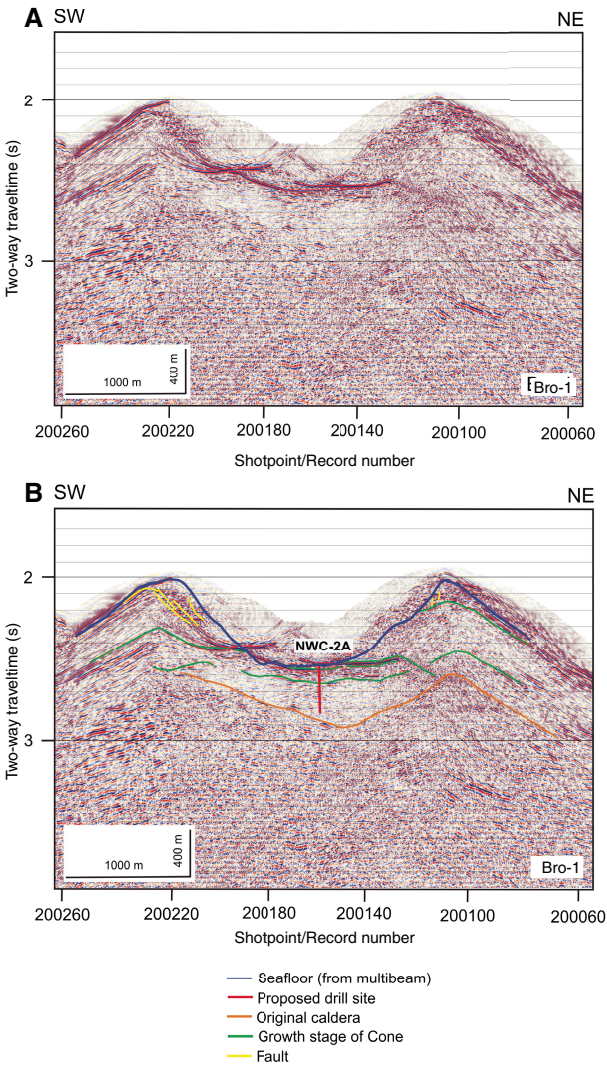 A SW NE
2
3
Two-way traveltime (s)
1000 m
400 m
Bro-1
200260 200220 200180 200140 200100 200060
Shotpoint/Record number
B SW NE
2
3
Two-way traveltime (s)
NWC-2A
1000 m
400 m
Bro-1
200260 200220 200180 200140 200100 200060
Shotpoint/Record number
Seafloor (from multibeam)
Proposed drill site
Original caldera
Growth stage of Cone
Fault